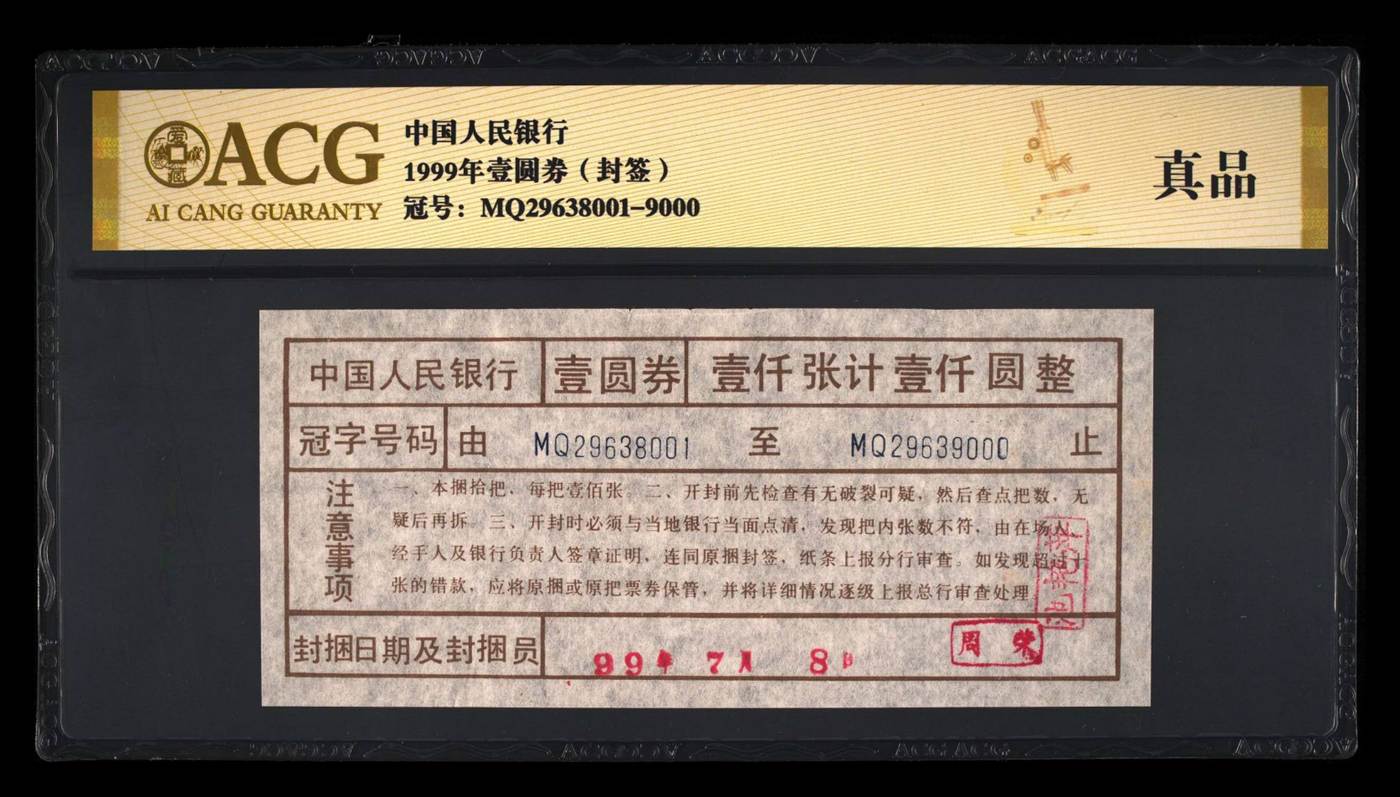 ACG
AI CANG GUARANTY
中国人民银行
1999年壹圆券（封签）
冠号：MQ29638001-9000
真品
中国人民银行 壹圆券 壹仟张计壹仟圆整
冠字号码 由 MQ29638001 至 MQ29639000 止
注意事项
一、本捆拾把，每把壹佰张。二、开封前先检查有无破裂可疑，然后查点把数，无
疑后再拆。三、开封时必须与当地银行当面点清，发现把内张数不符，由在场人
经手人及银行负责人签章证明，连同原捆封签，纸条上报分行审查。如发现超过十
张的错款，应将原捆或原把票券保管，并将详细情况逐级上报总行审查处理
封捆日期及封捆员 99年 7月 8日
周荣